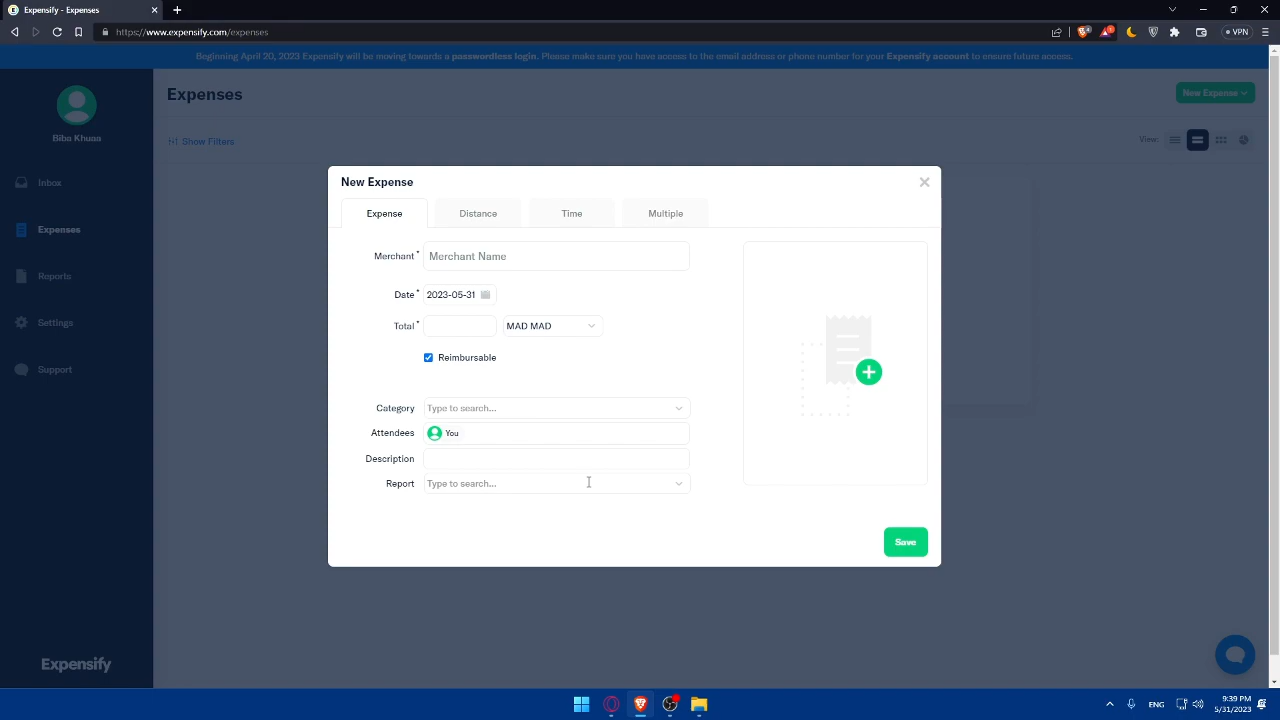 Expensify - Expenses
https://www.expensify.com/expenses
VPN
Beginning April 20, 2023 Expensify will be moving towards a passwordless login. Please make sure you have access to the email address or phone number for your Expensify account to ensure future access.
Biba Khuaa
Inbox
Expenses
Reports
Settings
Support
Expensify
Expenses
New Expense
Show Filters
View:
New Expense
Expense
Distance
Time
Multiple
Merchant * Merchant Name
Date * 2023-05-31
Total * MAD MAD
Reimbursable
Category Type to search...
Attendees You
Description
Report Type to search...
Save
ENG
9:39 PM
5/31/2023